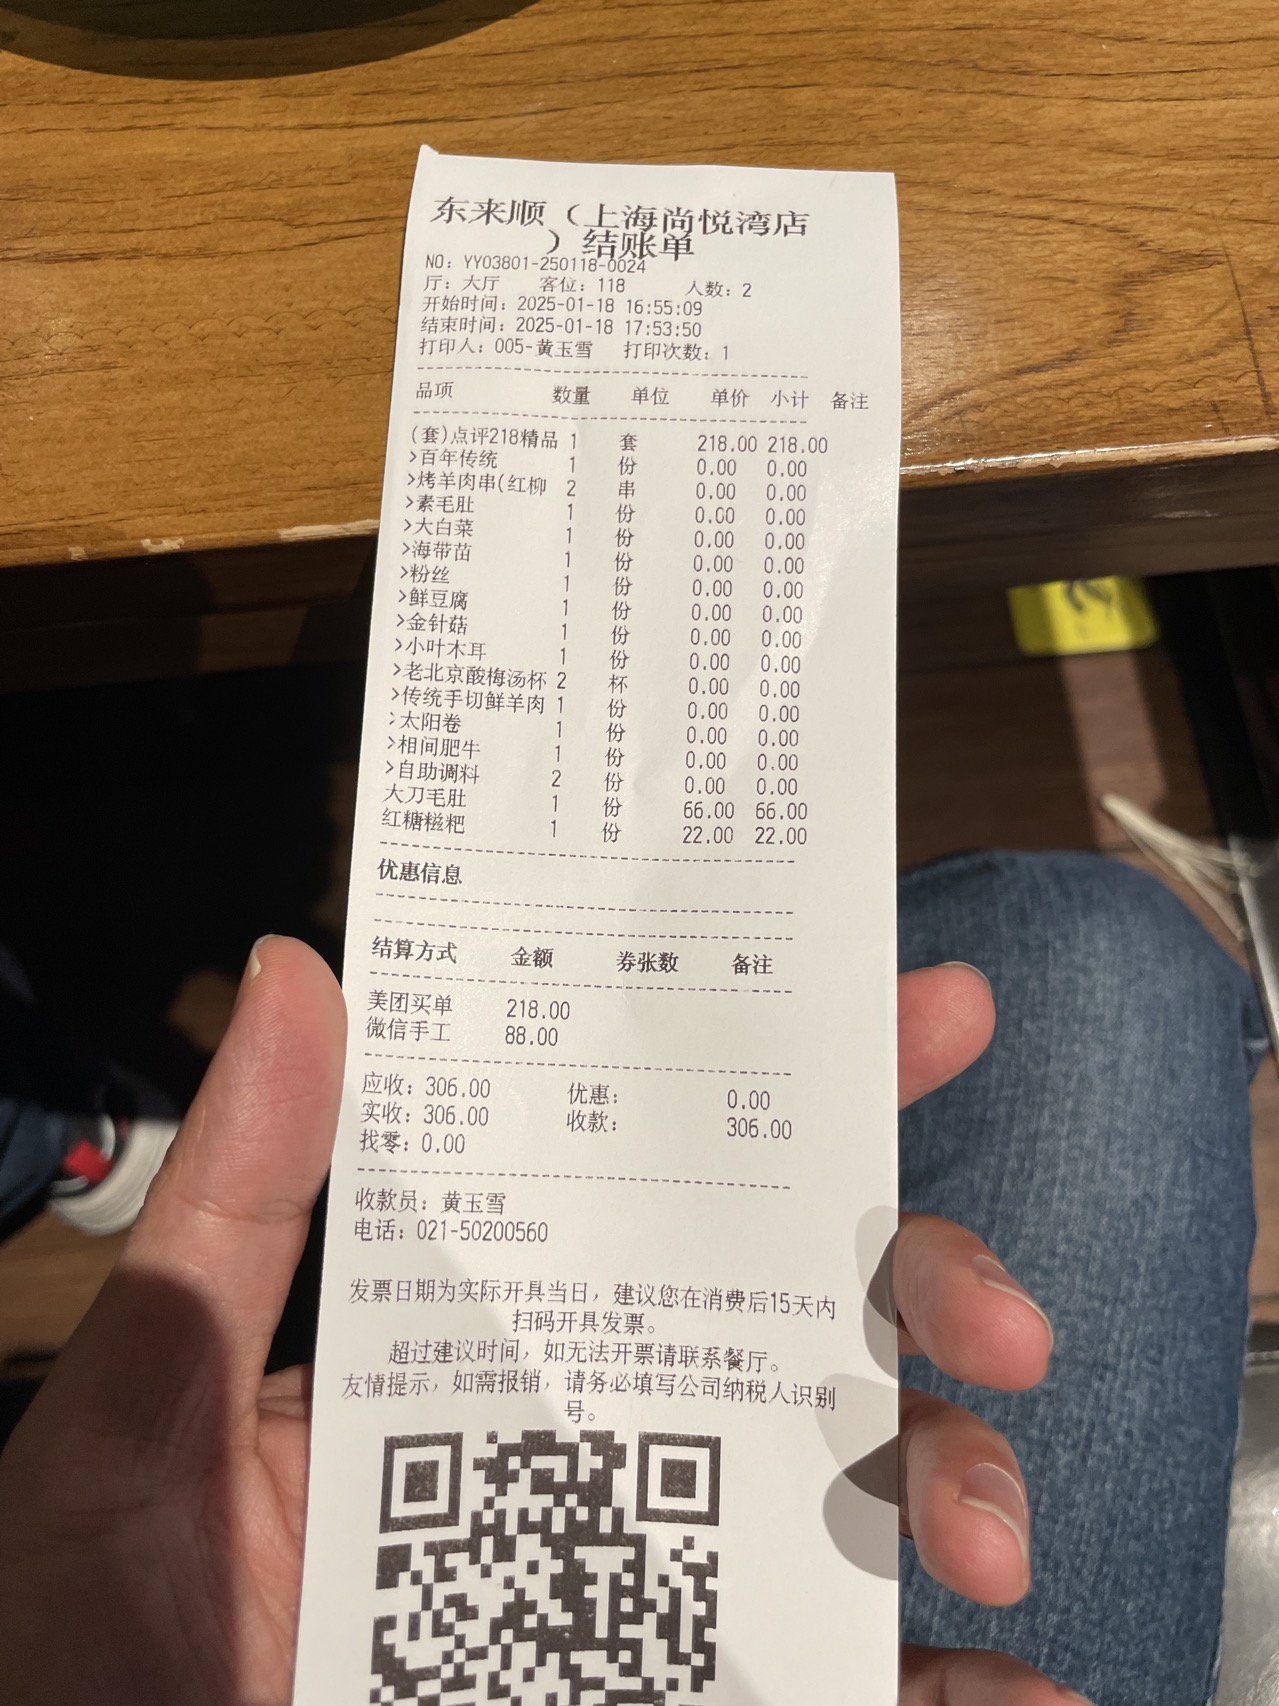 东来顺（上海尚悦湾店
）结账单
NO：YY03801-250118-0024
厅：大厅 客位：118 人数：2
开始时间：2025-01-18 16:55:09
结束时间：2025-01-18 17:53:50
打印人：005-黄玉雪 打印次数：1
品项 数量 单位 单价 小计 备注
(套)点评218精品 1 套 218.00 218.00
>百年传统 1 份 0.00 0.00
>烤羊肉串(红柳 2 串 0.00 0.00
>素毛肚 1 份 0.00 0.00
>大白菜 1 份 0.00 0.00
>海带苗 1 份 0.00 0.00
>粉丝 1 份 0.00 0.00
>鲜豆腐 1 份 0.00 0.00
>金针菇 1 份 0.00 0.00
>小叶木耳 1 份 0.00 0.00
>老北京酸梅汤杯 2 杯 0.00 0.00
>传统手切鲜羊肉 1 份 0.00 0.00
>太阳卷 1 份 0.00 0.00
>相间肥牛 1 份 0.00 0.00
>自助调料 2 份 0.00 0.00
大刀毛肚 1 份 66.00 66.00
红糖糍粑 1 份 22.00 22.00
优惠信息
结算方式 金额 券张数 备注
美团买单 218.00
微信手工 88.00
应收：306.00 优惠： 0.00
实收：306.00 收款： 306.00
找零：0.00
收款员：黄玉雪
电话：021-50200560
发票日期为实际开具当日，建议您在消费后15天内
扫码开具发票。
超过建议时间，如无法开票请联系餐厅。
友情提示，如需报销，请务必填写公司纳税人识别
号。